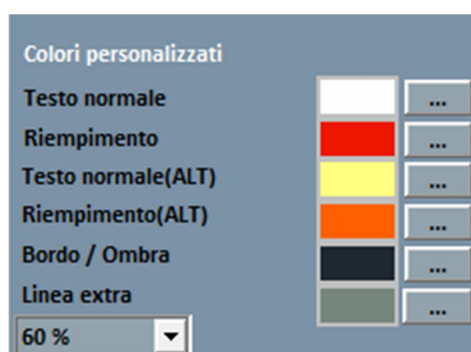 Colori personalizzati
Testo normale ...
Riempimento ...
Testo normale(ALT) ...
Riempimento(ALT) ...
Bordo / Ombra ...
Linea extra ...
60 %